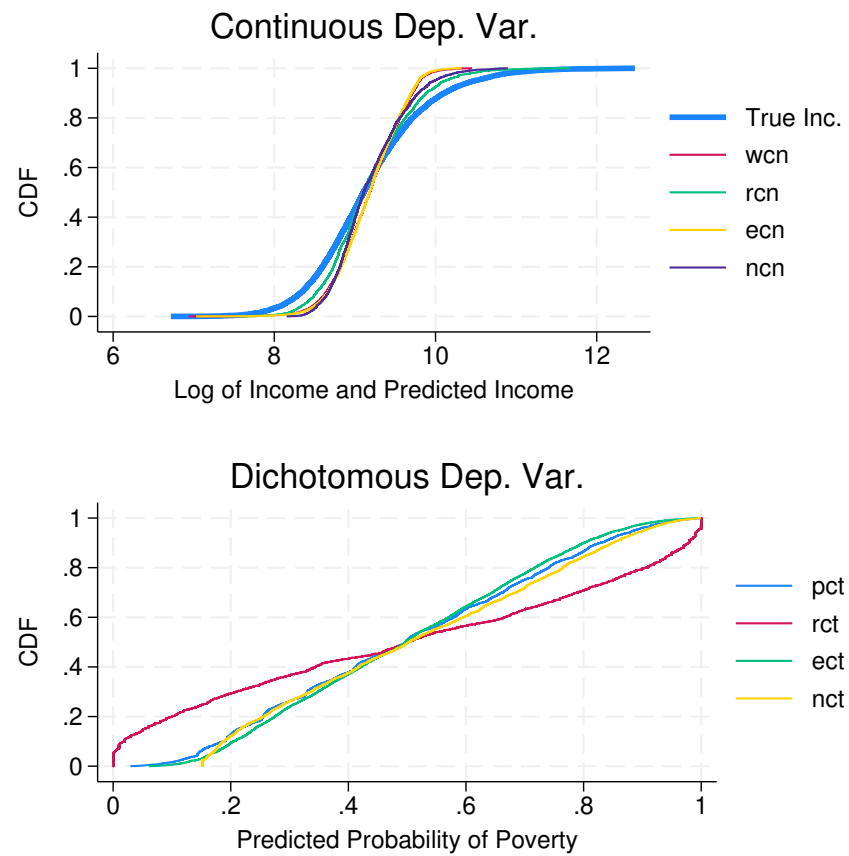 Continuous Dep. Var.
1
.8
.6
.4
.2
0
CDF
6 8 10 12
Log of Income and Predicted Income
True Inc.
wcn
rcn
ecn
ncn
Dichotomous Dep. Var.
1
.8
.6
.4
.2
0
CDF
0 .2 .4 .6 .8 1
Predicted Probability of Poverty
pct
rct
ect
nct